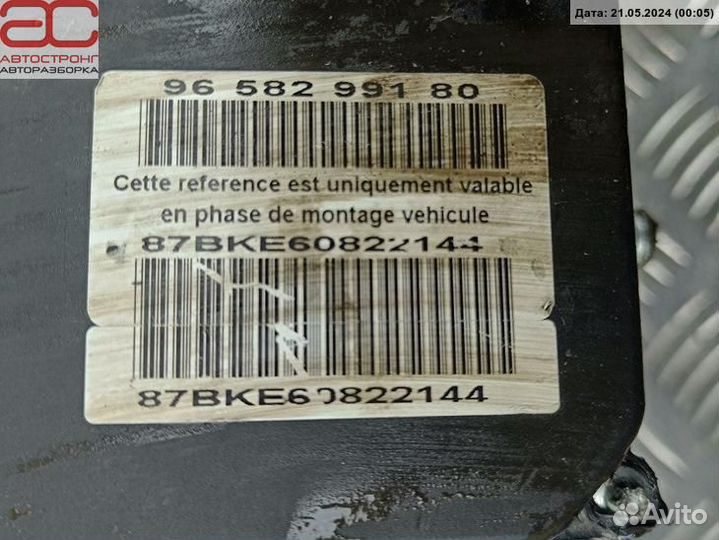 Дата: 21.05.2024 (00:05)
АС
АВТОСТРОНГ
АВТОРАЗБОРКА
96 582 991 80
Cette reference est uniquement valable
en phase de montage vehicule
87BKE60822144
87BKE60822144
Avito